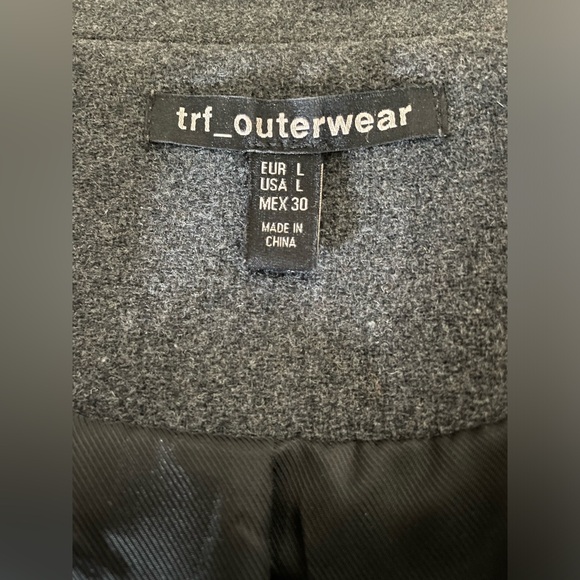 trf_outerwear
EUR L
USA L
MEX 30
MADE IN
CHINA